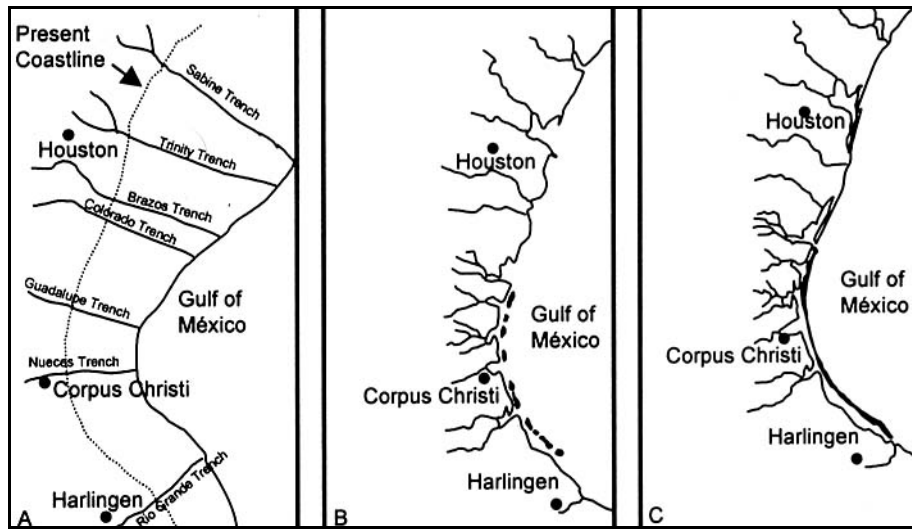 Present
Coastline
Sabine Trench
Houston
Trinity Trench
Brazos Trench
Colorado Trench
Guadalupe Trench
Gulf of
México
Nueces Trench
Corpus Christi
Harlingen
Rio Grande Trench
A
Houston
Gulf of
México
Corpus Christi
Harlingen
B
Houston
Gulf of
México
Corpus Christi
Harlingen
C